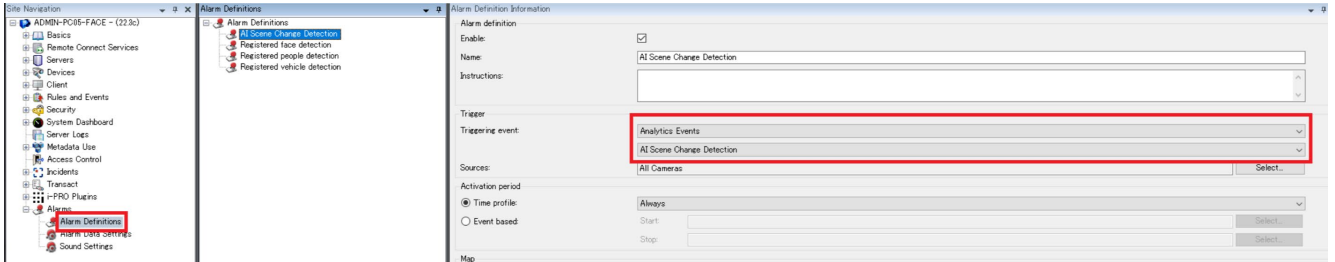 Site Navigation
ADMIN-PC05-FACE - (22.3c)
Basics
Remote Connect Services
Servers
Devices
Client
Rules and Events
Security
System Dashboard
Server Logs
Metadata Use
Access Control
Incidents
Transact
i-PRO Plugins
Alarms
Alarm Definitions
Alarm Data Settings
Sound Settings
Alarm Definitions
Alarm Definitions
AI Scene Change Detection
Registered face detection
Registered people detection
Registered vehicle detection
Alarm Definition Information
Alarm definition
Enable:
Name: AI Scene Change Detection
Instructions:
Trigger
Triggering event: Analytics Events
AI Scene Change Detection
Sources: All Cameras Select...
Activation period
Time profile: Always
Event based: Start: Select...
Stop: Select...
Map